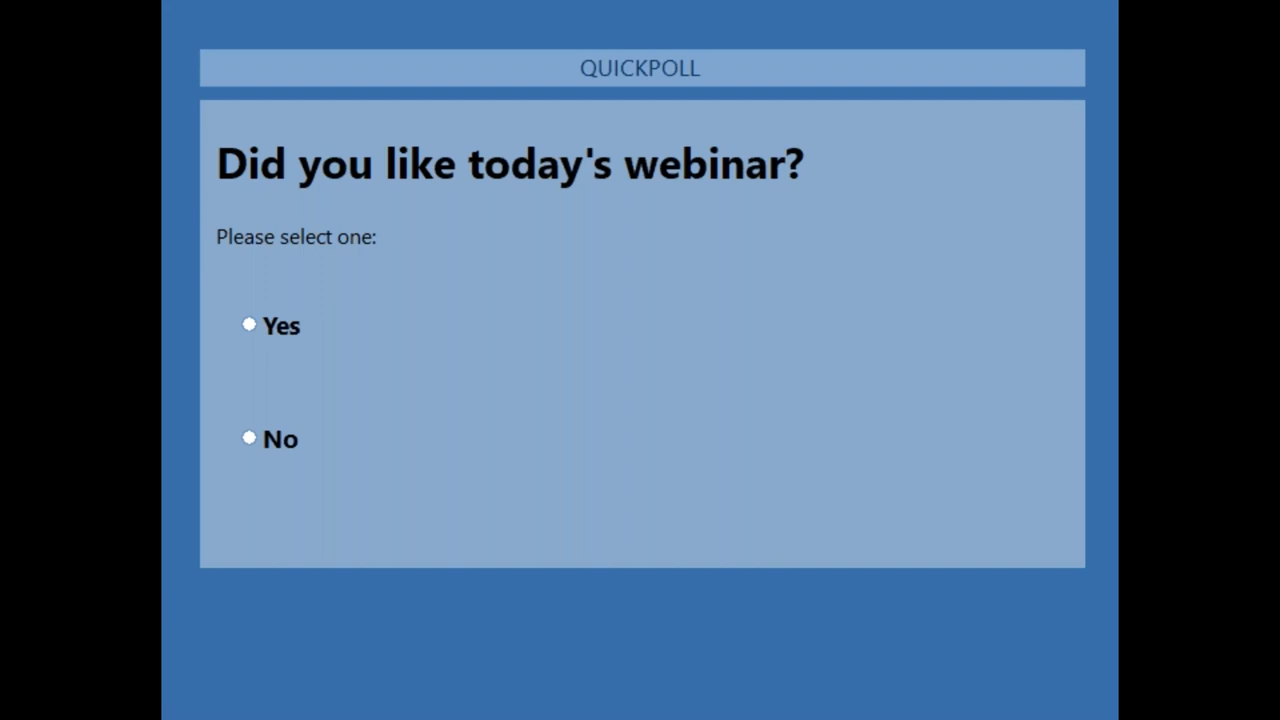 QUICKPOLL
Did you like today's webinar?
Please select one:
Yes
No